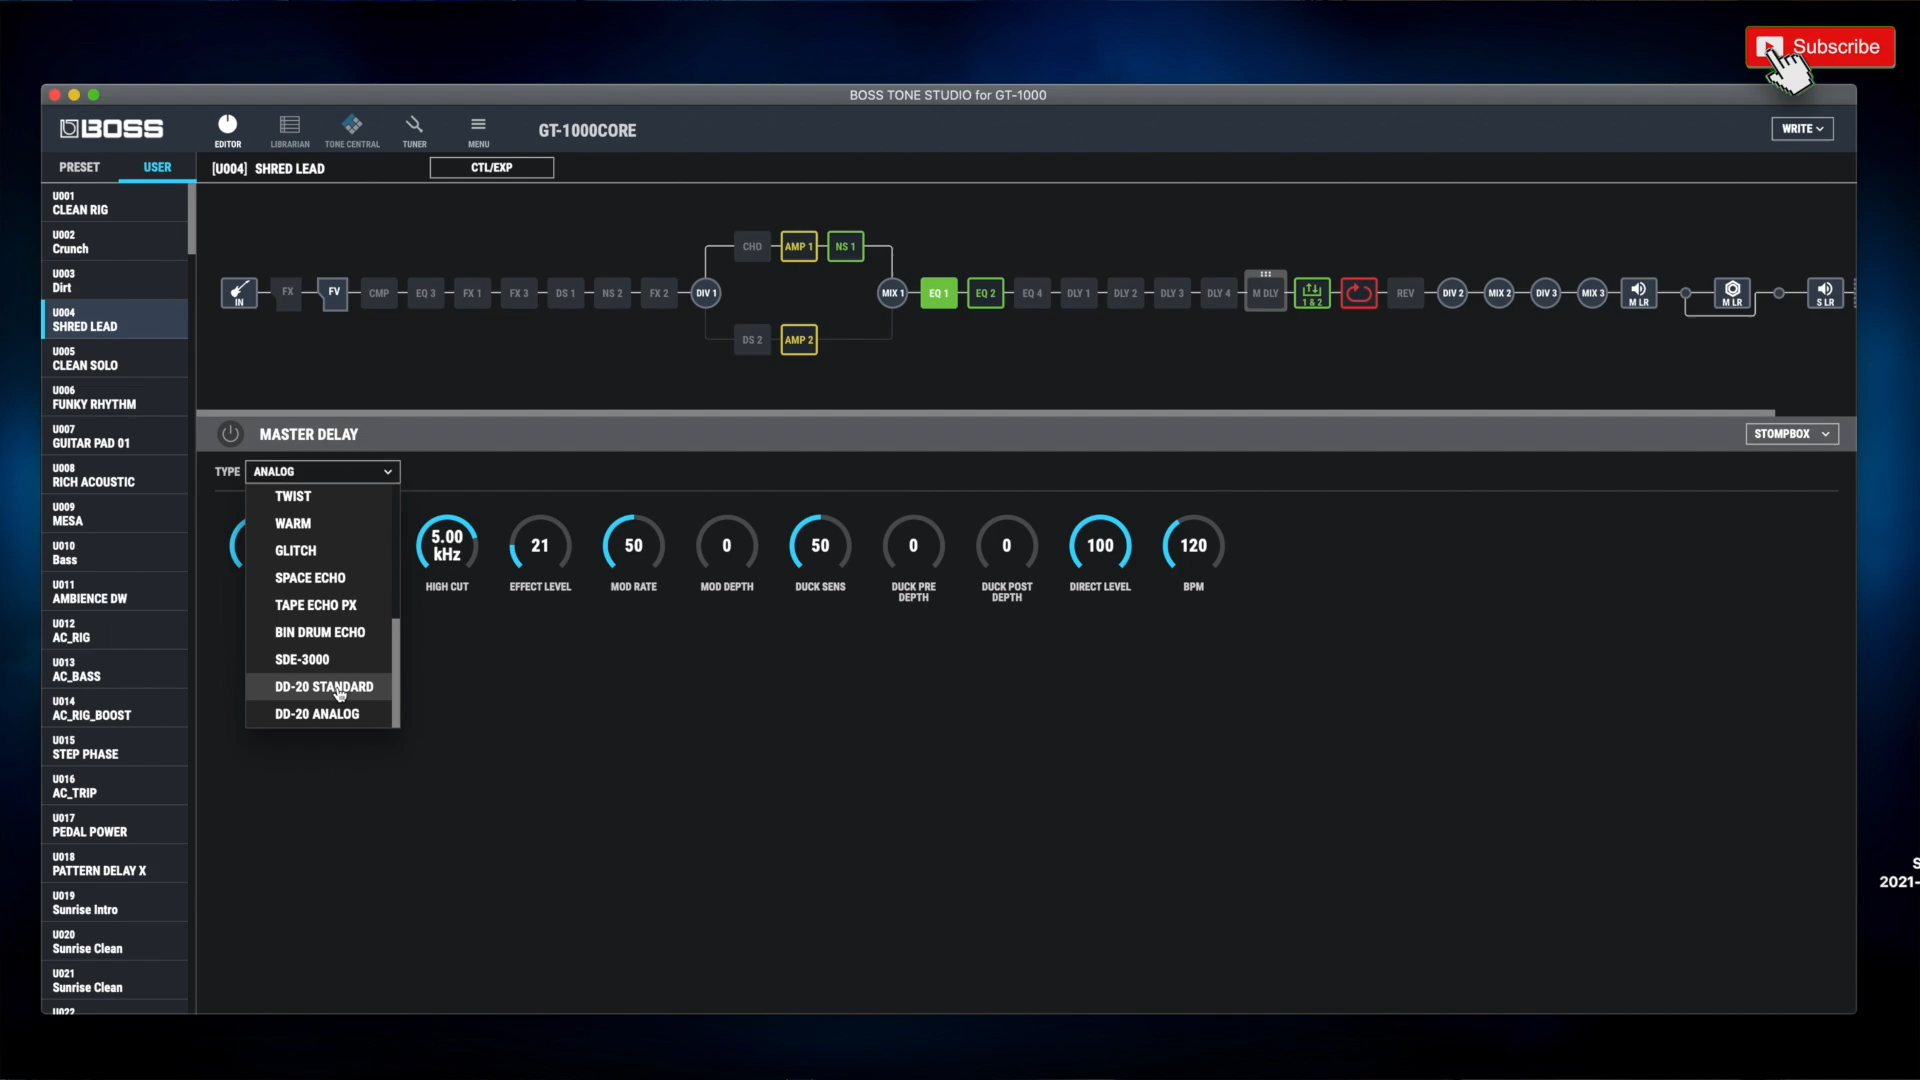 Subscribe
BOSS TONE STUDIO for GT-1000
BOSS
EDITOR
LIBRARIAN
TONE CENTRAL
TUNER
MENU
GT-1000CORE
WRITE
PRESET
USER
[U004] SHRED LEAD
CTL/EXP
U001
CLEAN RIG
U002
Crunch
U003
Dirt
U004
SHRED LEAD
U005
CLEAN SOLO
U006
FUNKY RHYTHM
U007
GUITAR PAD 01
U008
RICH ACOUSTIC
U009
MESA
U010
Bass
U011
AMBIENCE DW
U012
AC_RIG
U013
AC_BASS
U014
AC_RIG_BOOST
U015
STEP PHASE
U016
AC_TRIP
U017
PEDAL POWER
U018
PATTERN DELAY X
U019
Sunrise Intro
U020
Sunrise Clean
U021
Sunrise Clean
U022
CHO AMP 1 NS 1
IN FX FV CMP EQ 3 FX 1 FX 3 DS 1 NS 2 FX 2 DIV 1 MIX 1 EQ 1 EQ 2 EQ 4 DLY 1 DLY 2 DLY 3 DLY 4 M DLY 1 & 2 REV DIV 2 MIX 2 DIV 3 MIX 3 M LR M LR S LR
DS 2 AMP 2
MASTER DELAY
STOMPBOX
TYPE ANALOG
TWIST
WARM
GLITCH
SPACE ECHO
TAPE ECHO PX
BIN DRUM ECHO
SDE-3000
DD-20 STANDARD
DD-20 ANALOG
5.00
kHz
HIGH CUT
21
EFFECT LEVEL
50
MOD RATE
0
MOD DEPTH
50
DUCK SENS
0
DUCK PRE
DEPTH
0
DUCK POST
DEPTH
100
DIRECT LEVEL
120
BPM
S
2021-